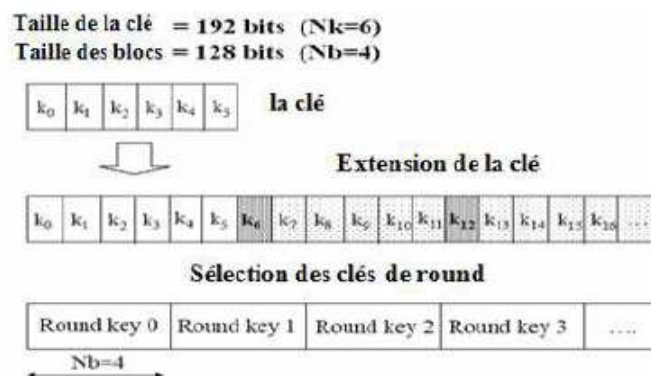 Taille de la clé = 192 bits (Nk=6)
Taille des blocs = 128 bits (Nb=4)
k0 k1 k2 k3 k4 k5 la clé
Extension de la clé
k0 k1 k2 k3 k4 k5 k6 k7 k8 k9 k10 k11 k12 k13 k14 k15 k16 ...
Sélection des clés de round
Round key 0 Round key 1 Round key 2 Round key 3 ....
Nb=4